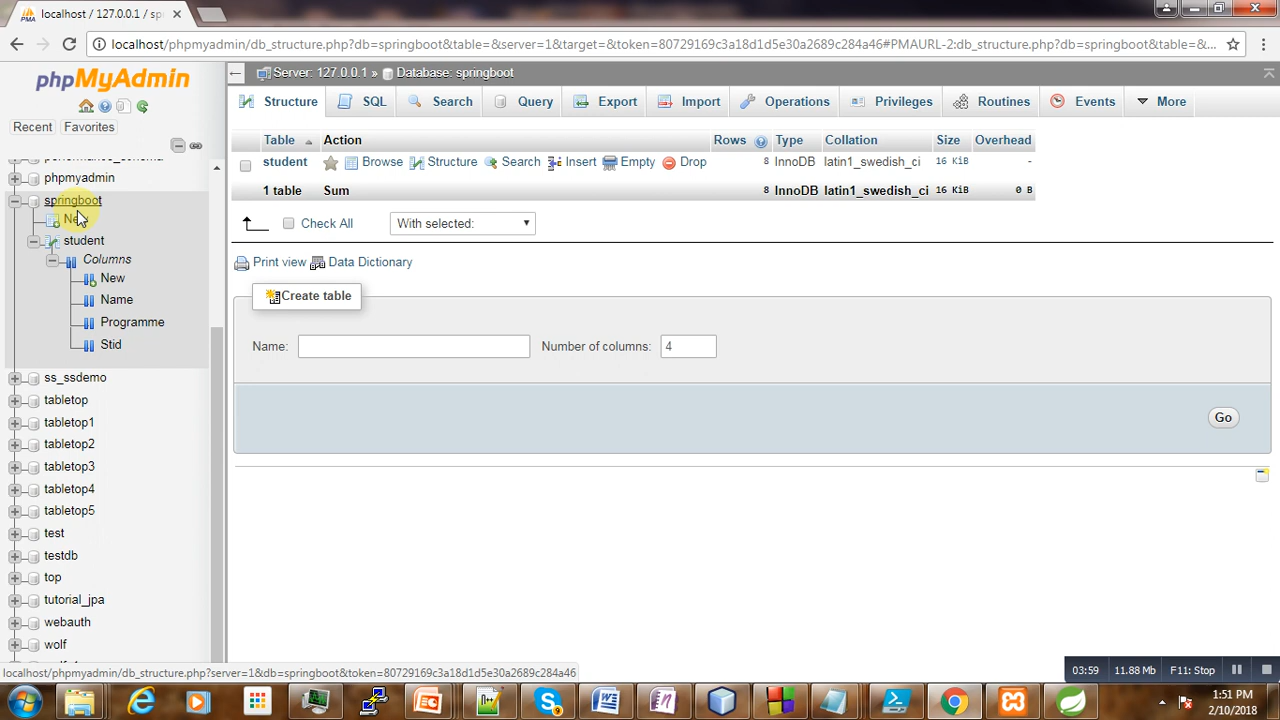 localhost / 127.0.0.1 / sp
localhost/phpmyadmin/db_structure.php?db=springboot&table=&server=1&target=&token=80729169c3a18d1d5e30a2689c284a46#PMAURL-2:db_structure.php?db=springboot&table=&...
phpMyAdmin
Recent
Favorites
phpmyadmin
springboot
student
Columns
New
Name
Programme
Stid
ss_ssdemo
tabletop
tabletop1
tabletop2
tabletop3
tabletop4
tabletop5
test
testdb
top
tutorial_jpa
webauth
wolf
Server: 127.0.0.1 » Database: springboot
Structure SQL Search Query Export Import Operations Privileges Routines Events More
Table Action Rows Type Collation Size Overhead
student Browse Structure Search Insert Empty Drop 8 InnoDB latin1_swedish_ci 16 KiB -
1 table Sum 8 InnoDB latin1_swedish_ci 16 KiB 0 B
Check All With selected:
Print view Data Dictionary
Create table
Name: Number of columns: 4
Go
localhost/phpmyadmin/db_structure.php?server=1&db=springboot&token=80729169c3a18d1d5e30a2689c284a46
03:59 11.88 Mb F11: Stop
1:51 PM
2/10/2018